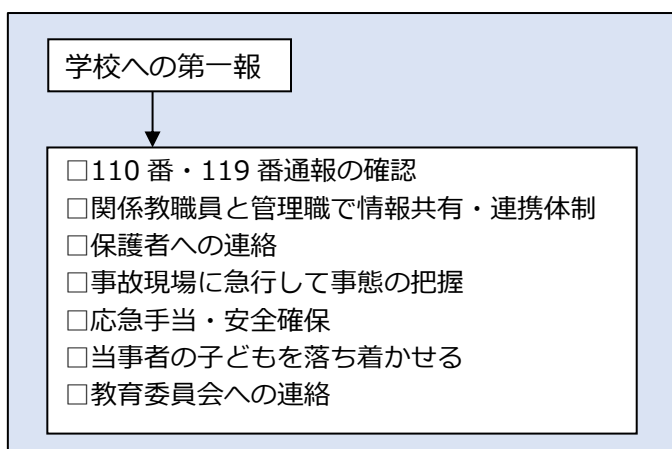 学校への第一報
□110 番・119 番通報の確認
□関係教職員と管理職で情報共有・連携体制
□保護者への連絡
□事故現場に急行して事態の把握
□応急手当・安全確保
□当事者の子どもを落ち着かせる
□教育委員会への連絡